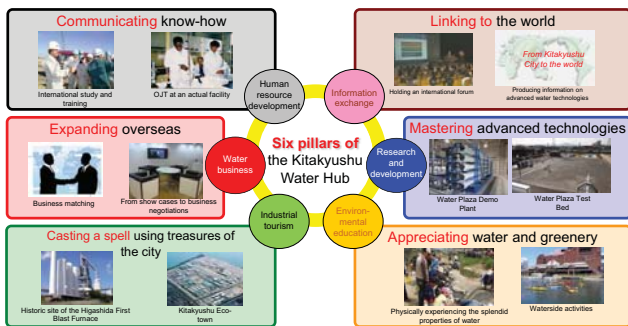 Communicating know-how
International study and
training
OJT at an actual facility
Human
resource
development
Linking to the world
Holding an international forum
From Kitakyushu
City to the world
Producing information on
advanced water technologies
Information
exchange
Expanding overseas
Business matching
From show cases to business
negotiations
Water
business
Six pillars of
the Kitakyushu
Water Hub
Mastering advanced technologies
Water Plaza Demo
Plant
Water Plaza Test
Bed
Research
and
development
Casting a spell using treasures of
the city
Historic site of the Higashida First
Blast Furnace
Kitakyushu Eco-
town
Industrial
tourism
Environ-
mental
education
Appreciating water and greenery
Physically experiencing the splendid
properties of water
Waterside activities